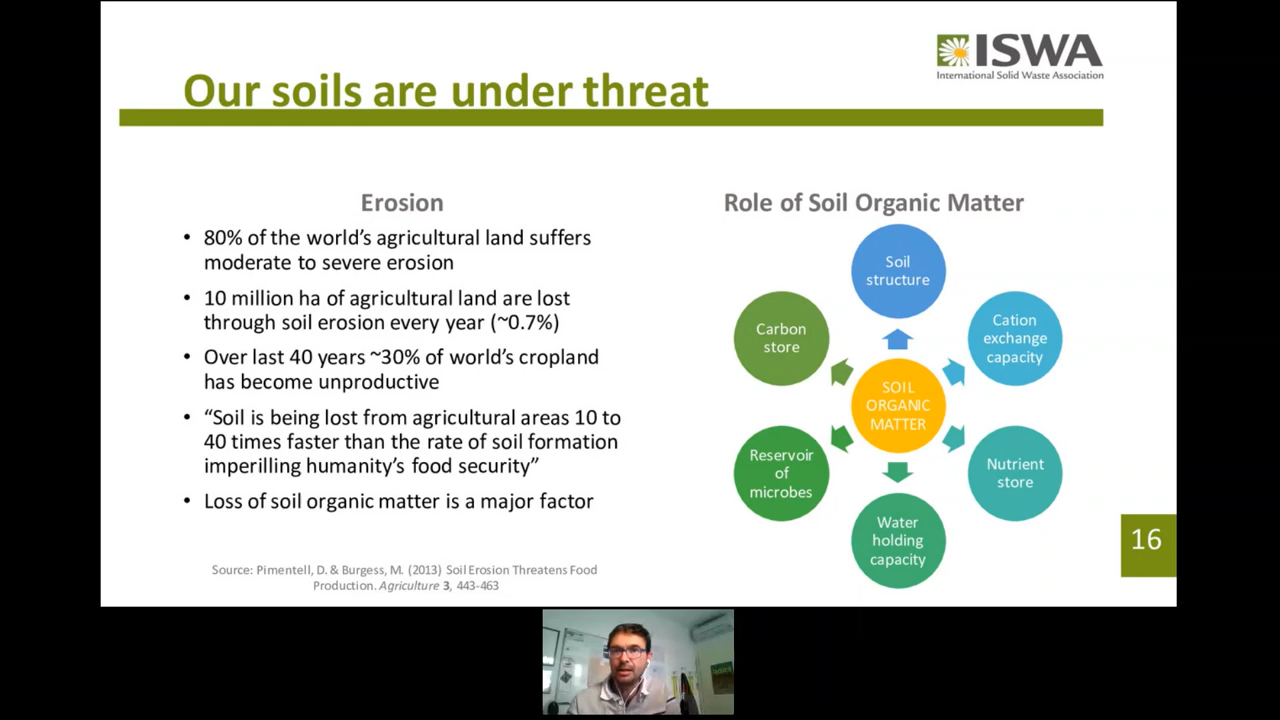 ISWA
International Solid Waste Association
Our soils are under threat
Erosion
• 80% of the world’s agricultural land suffers
moderate to severe erosion
• 10 million ha of agricultural land are lost
through soil erosion every year (~0.7%)
• Over last 40 years ~30% of world’s cropland
has become unproductive
• “Soil is being lost from agricultural areas 10 to
40 times faster than the rate of soil formation
imperilling humanity’s food security”
• Loss of soil organic matter is a major factor
Source: Pimentell, D. & Burgess, M. (2013) Soil Erosion Threatens Food
Production. Agriculture 3, 443-463
Role of Soil Organic Matter
Soil
structure
Cation
exchange
capacity
Nutrient
store
Water
holding
capacity
Reservoir
of
microbes
Carbon
store
SOIL
ORGANIC
MATTER
16